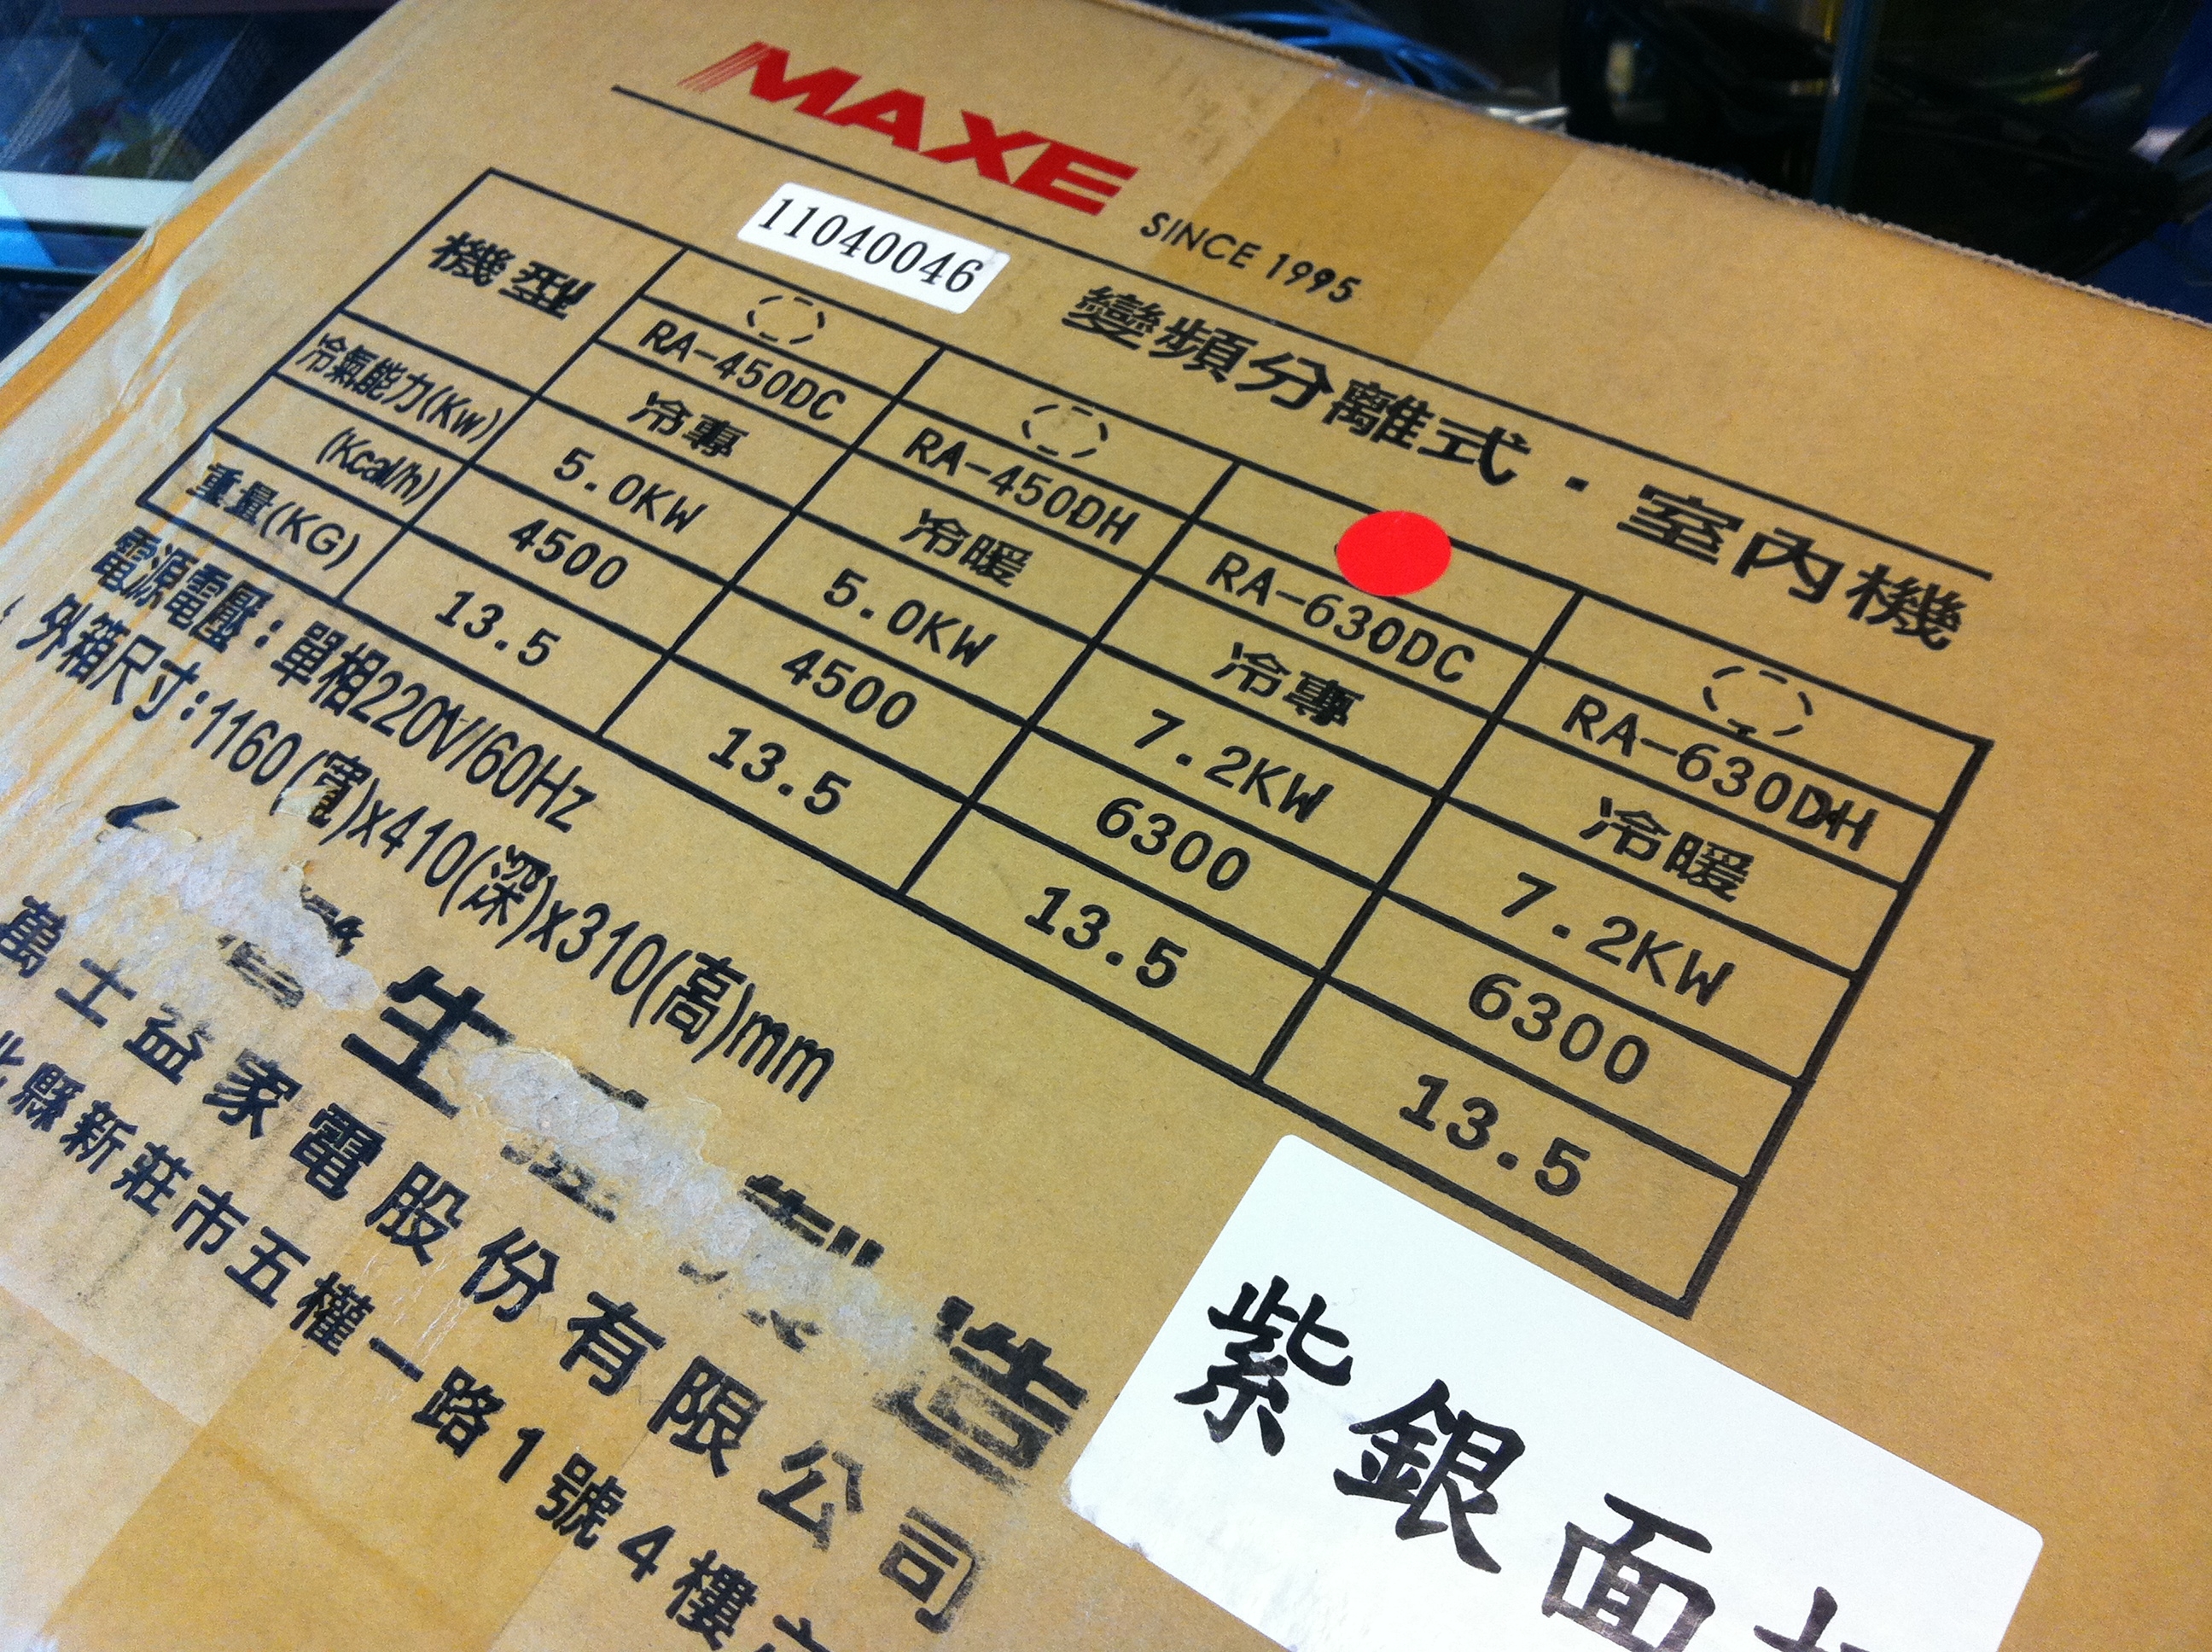 MAXE
SINCE 1995
11040046
變頻分離式·室內機
機型 RA-450DC RA-450DH RA-630DC RA-630DH
冷專 冷暖 冷專 冷暖
冷氣能力(Kw) 5.0KW 5.0KW 7.2KW 7.2KW
(Kcal/h) 4500 4500 6300 6300
重量(KG) 13.5 13.5 13.5 13.5
電源電壓:單相220V/60Hz
外箱尺寸:1160(寬)x410(深)x310(高)mm
生 造
萬士益家電股份有限公司
縣新莊市五權一路1號4樓
紫銀面